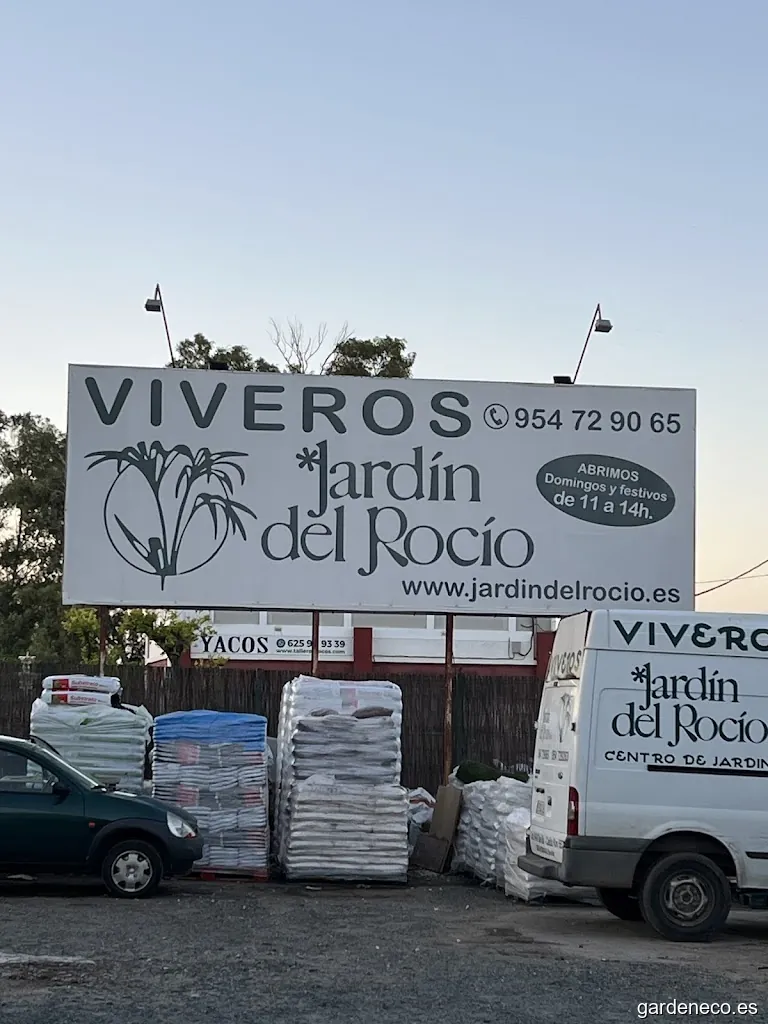 VIVEROS
954 72 90 65
*Jardín
del Rocío
ABRIMOS
Domingos y festivos
de 11 a 14h.
www.jardindelrocio.es
YACOS
VIVERO
*Jardín
del Rocío
CENTRO DE JARDIN
VIVEROS
gardeneco.es